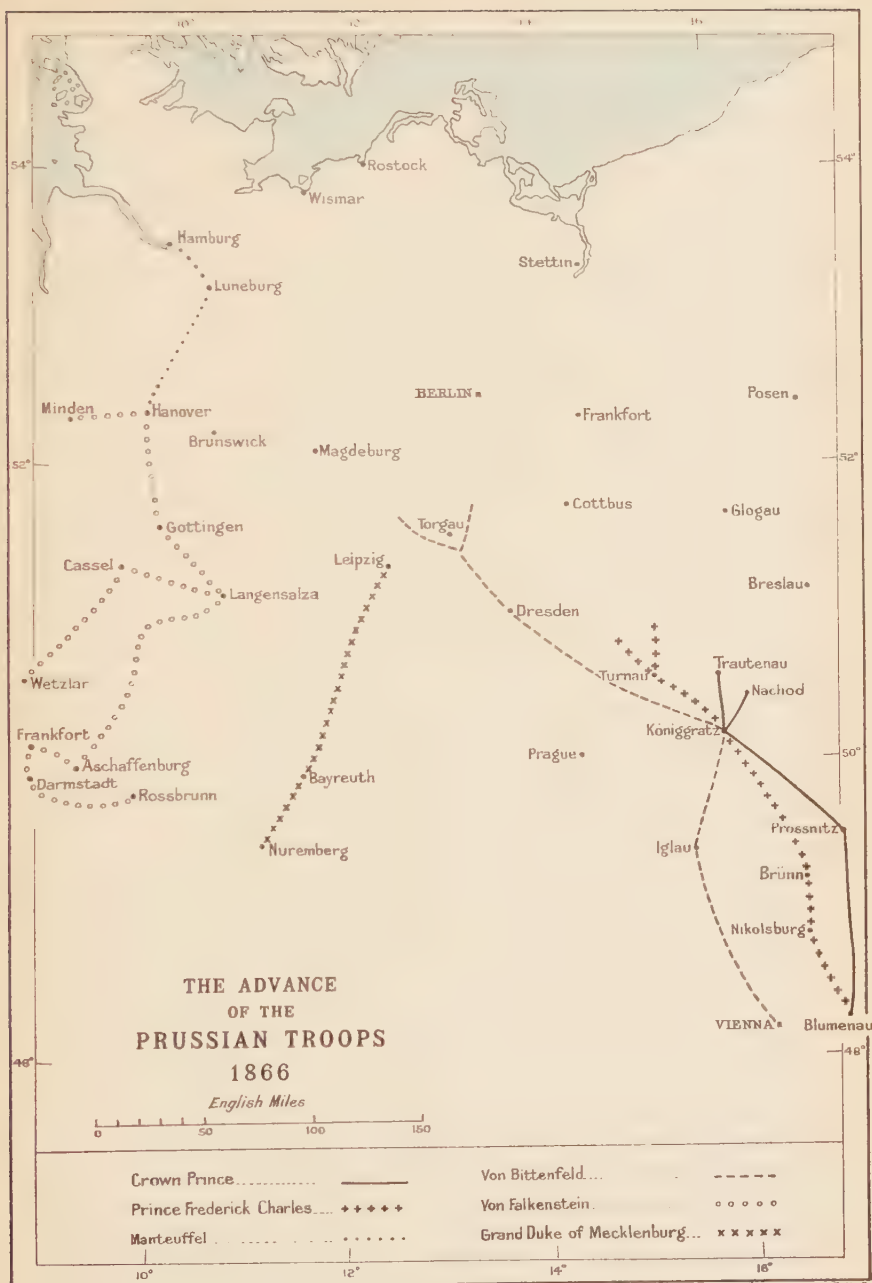 10° 12 14 16
54°
54°
Rostock
Wismar
Hamburg
Stettin
Luneburg
BERLIN
Posen
Minden
Hanover
Frankfort
Brunswick
Magdeburg
52°
52°
Cottbus
Glogau
Torgau
Gottingen
Leipzig
Cassel
Breslau
Langensalza
Dresden
Trautenau
Turnau
Nachod
Wetzlar
Königgratz
Frankfort
Prague
50°
Aschaffenburg
Darmstadt
Bayreuth
Rossbrunn
Prossnitz
Nuremberg
Iglau
Brünn
Nikolsburg
THE ADVANCE
OF THE
PRUSSIAN TROOPS
1866
English Miles
0 50 100 150
VIENNA
Blumenau
48°
48°
Crown Prince
Prince Frederick Charles
Manteuffel
Von Bittenfeld
Von Falkenstein
Grand Duke of Mecklenburg
10° 12° 14° 16°